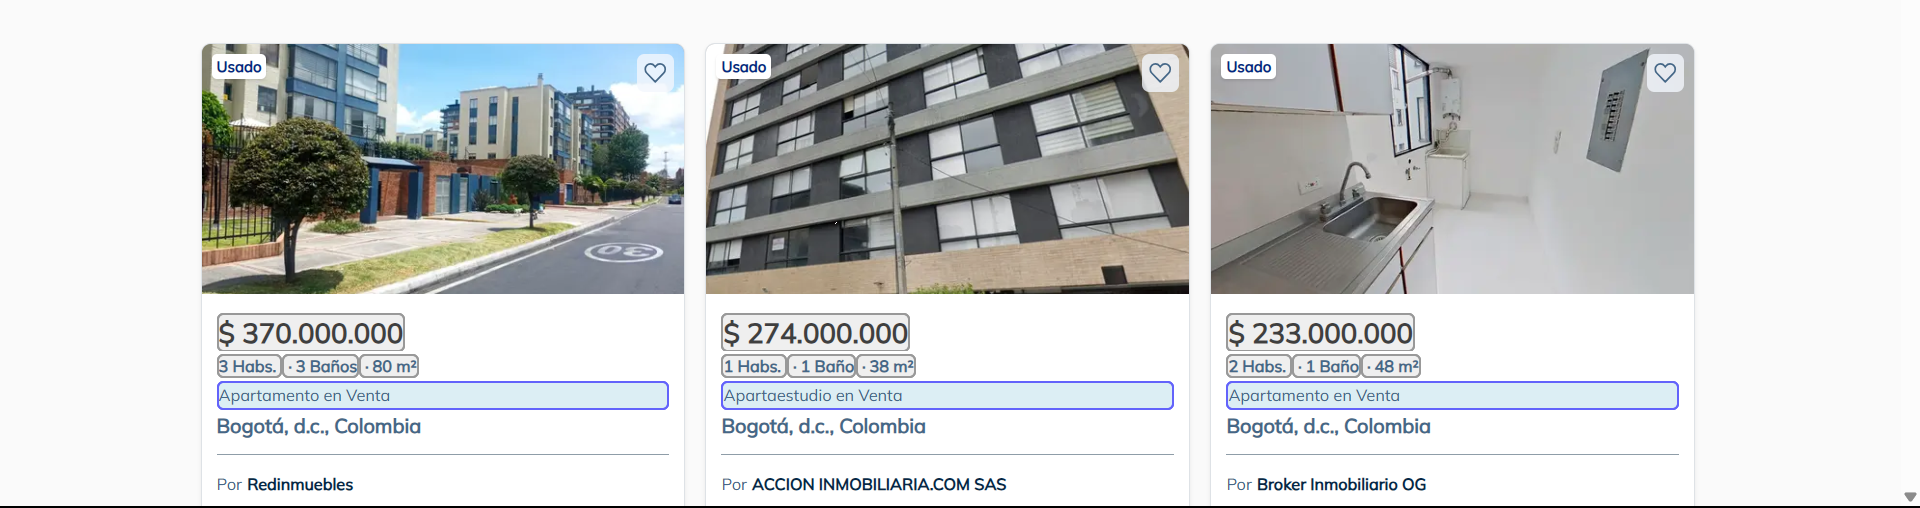 Usado
$ 370.000.000
3 Habs. · 3 Baños · 80 m²
Apartamento en Venta
Bogotá, d.c., Colombia
Por Redinmuebles
Usado
$ 274.000.000
1 Habs. · 1 Baño · 38 m²
Apartaestudio en Venta
Bogotá, d.c., Colombia
Por ACCION INMOBILIARIA.COM SAS
Usado
$ 233.000.000
2 Habs. · 1 Baño · 48 m²
Apartamento en Venta
Bogotá, d.c., Colombia
Por Broker Inmobiliario OG